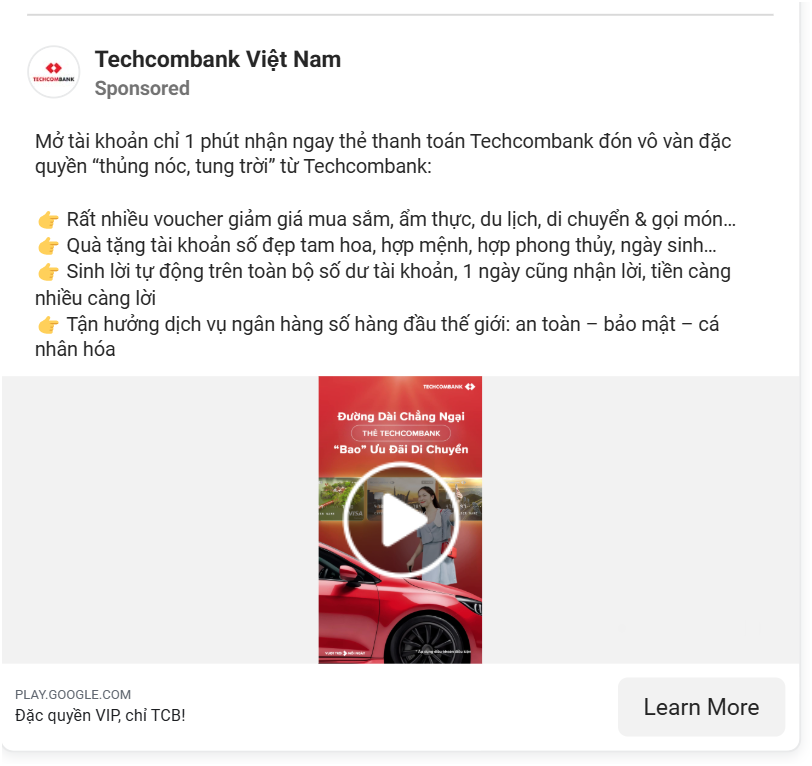 TECHCOMBANK
Techcombank Việt Nam
Sponsored
Mở tài khoản chỉ 1 phút nhận ngay thẻ thanh toán Techcombank đón vô vàn đặc
quyền “thủng nóc, tung trời” từ Techcombank:
👉 Rất nhiều voucher giảm giá mua sắm, ẩm thực, du lịch, di chuyển & gọi món…
👉 Quà tặng tài khoản số đẹp tam hoa, hợp mệnh, hợp phong thủy, ngày sinh…
👉 Sinh lời tự động trên toàn bộ số dư tài khoản, 1 ngày cũng nhận lời, tiền càng
nhiều càng lời
👉 Tận hưởng dịch vụ ngân hàng số hàng đầu thế giới: an toàn – bảo mật – cá
nhân hóa
TECHCOMBANK
Đường Dài Chẳng Ngại
THẺ TECHCOMBANK
“Bao” Ưu Đãi Di Chuyển
VISA
VƯỢT TRỘI MỖI NGÀY
PLAY.GOOGLE.COM
Đặc quyền VIP, chỉ TCB!
Learn More